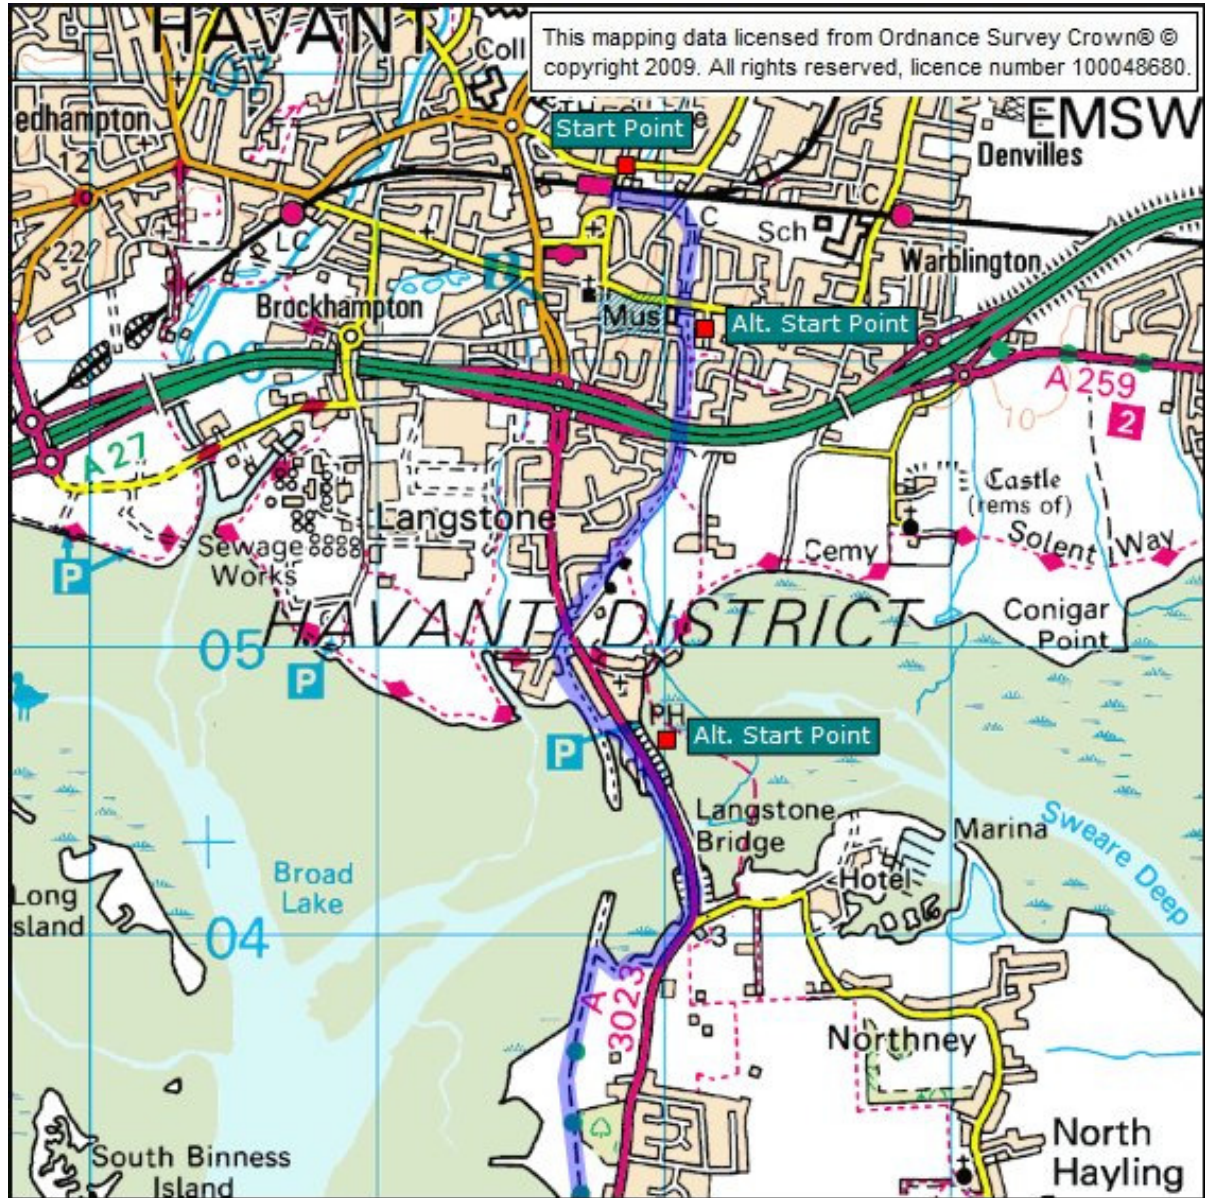 HAVANT
Coll
This mapping data licensed from Ordnance Survey Crown® ©
copyright 2009. All rights reserved, licence number 100048680.
07
edhampton
Start Point
EMSW
Denvilles
12
LC
LC
C
Sch
22
Warblington
Brockhampton
H
Mus
Alt. Start Point
A 259
2
10
A 27
Castle
(rems of)
Langstone
Solent Way
Sewage
Works
Cemy
P
HAVANT DISTRICT
Conigar
Point
05
P
PH
Alt. Start Point
P
Langstone
Bridge
Marina
Sweare Deep
Broad
Lake
Hotel
Long
Island
04
3
A
3023
Northney
North
Hayling
South Binness
Island